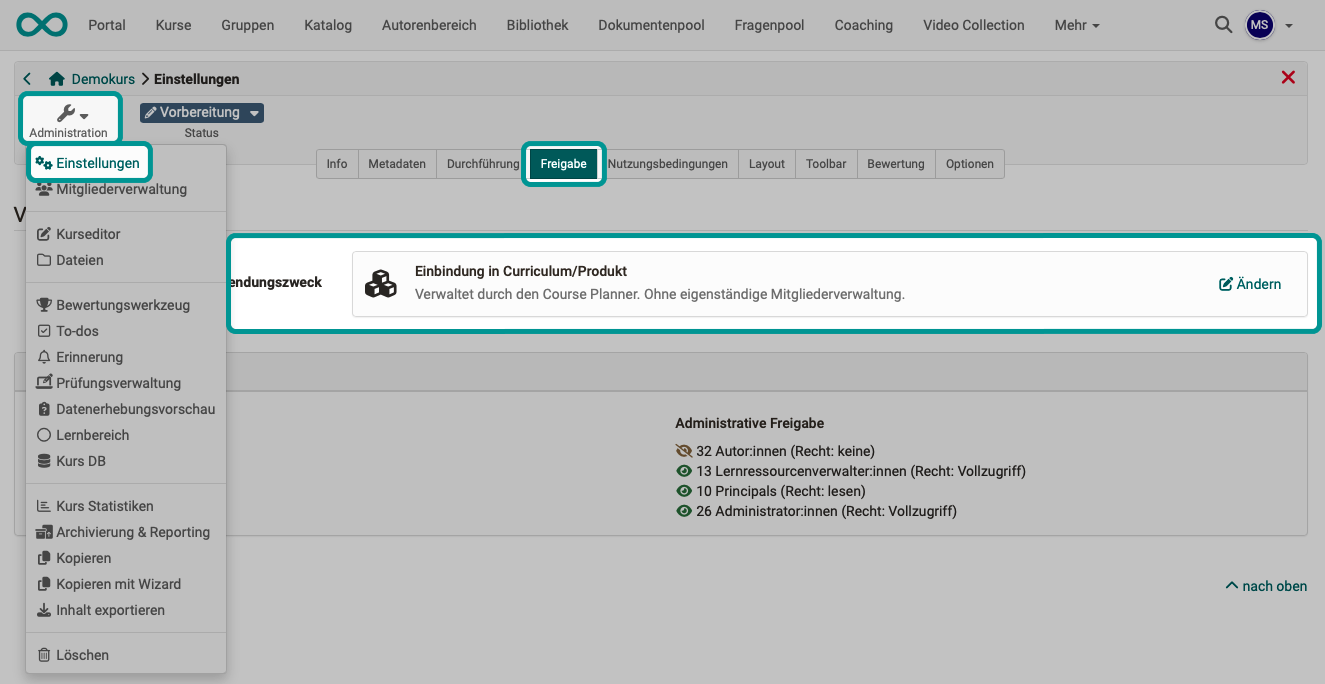 Portal Kurse Gruppen Katalog Autorenbereich Bibliothek Dokumentenpool Fragenpool Coaching Video Collection Mehr MS
Demokurs Einstellungen
Administration
Vorbereitung
Status
Info Metadaten Durchführung Freigabe Nutzungsbedingungen Layout Toolbar Bewertung Optionen
Einstellungen
Mitgliederverwaltung
Kurseditor
Dateien
Bewertungswerkzeug
To-dos
Erinnerung
Prüfungsverwaltung
Datenerhebungsvorschau
Lernbereich
Kurs DB
Kurs Statistiken
Archivierung & Reporting
Kopieren
Kopieren mit Wizard
Inhalt exportieren
Löschen
V
endungszweck
Einbindung in Curriculum/Produkt
Verwaltet durch den Course Planner. Ohne eigenständige Mitgliederverwaltung.
Ändern
Administrative Freigabe
32 Autor:innen (Recht: keine)
13 Lernressourcenverwalter:innen (Recht: Vollzugriff)
10 Principals (Recht: lesen)
26 Administrator:innen (Recht: Vollzugriff)
nach oben